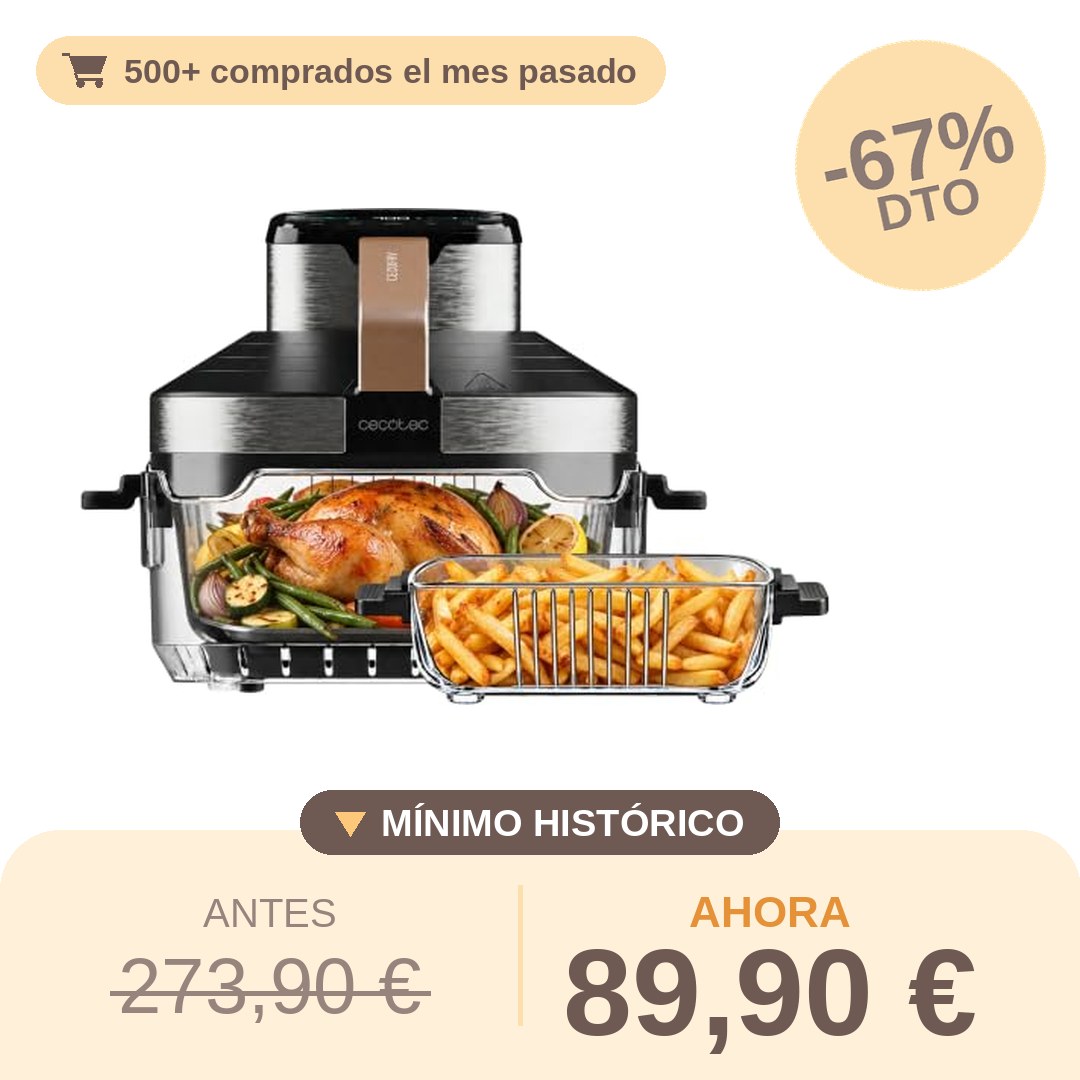 500+ comprados el mes pasado
-67%
DTO
cecotec
MÍNIMO HISTÓRICO
ANTES
AHORA
273,90 €
89,90 €